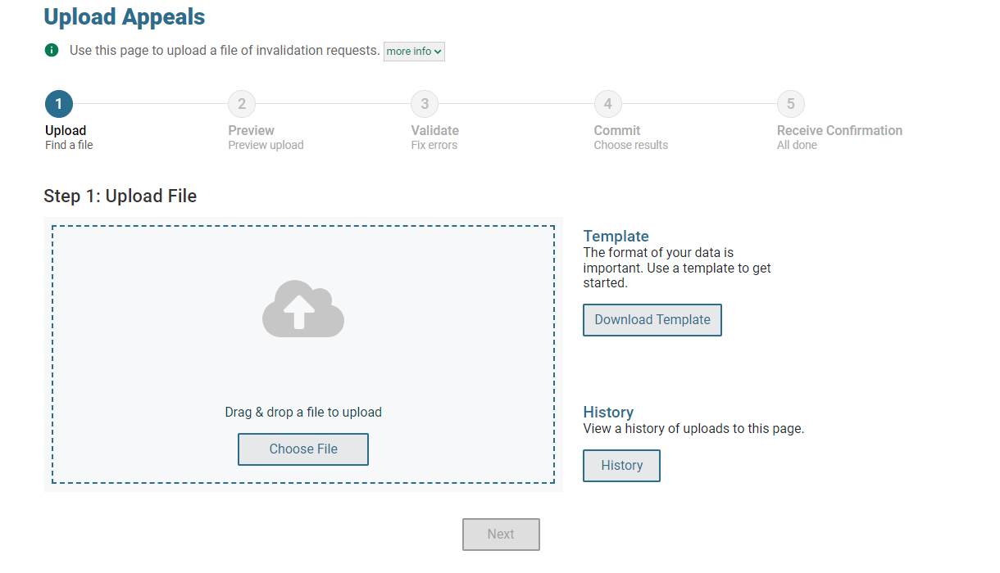 Upload Appeals
Use this page to upload a file of invalidation requests. more info
1 2 3 4 5
Upload Preview Validate Commit Receive Confirmation
Find a file Preview upload Fix errors Choose results All done
Step 1: Upload File
Drag & drop a file to upload
Choose File
Template
The format of your data is
important. Use a template to get
started.
Download Template
History
View a history of uploads to this page.
History
Next